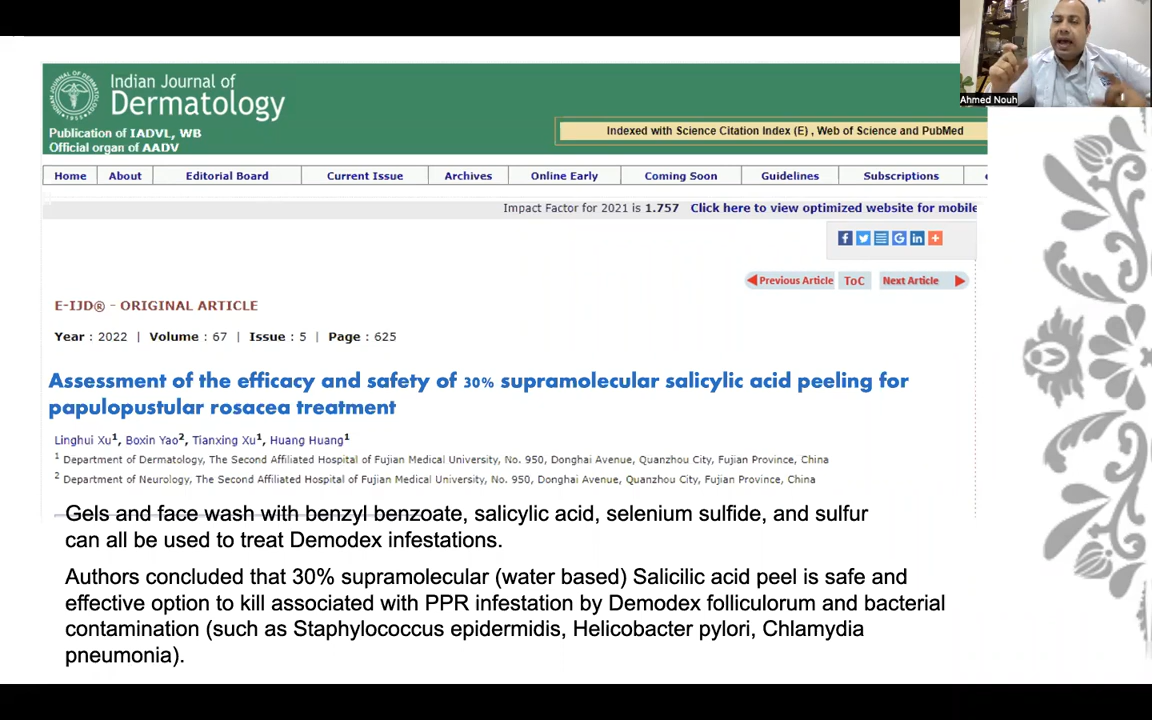 Ahmed Nouh
Indian Journal of
Dermatology
Publication of IADVL, WB
Official organ of AADV
Indexed with Science Citation Index (E) , Web of Science and PubMed
Home About Editorial Board Current Issue Archives Online Early Coming Soon Guidelines Subscriptions
Impact Factor for 2021 is 1.757 Click here to view optimized website for mobile
Previous Article ToC Next Article
E-IJD® - ORIGINAL ARTICLE
Year : 2022 | Volume : 67 | Issue : 5 | Page : 625
Assessment of the efficacy and safety of 30% supramolecular salicylic acid peeling for
papulopustular rosacea treatment
Linghui Xu1, Boxin Yao2, Tianxing Xu1, Huang Huang1
1 Department of Dermatology, The Second Affiliated Hospital of Fujian Medical University, No. 950, Donghai Avenue, Quanzhou City, Fujian Province, China
2 Department of Neurology, The Second Affiliated Hospital of Fujian Medical University, No. 950, Donghai Avenue, Quanzhou City, Fujian Province, China
Gels and face wash with benzyl benzoate, salicylic acid, selenium sulfide, and sulfur
can all be used to treat Demodex infestations.
Authors concluded that 30% supramolecular (water based) Salicilic acid peel is safe and
effective option to kill associated with PPR infestation by Demodex folliculorum and bacterial
contamination (such as Staphylococcus epidermidis, Helicobacter pylori, Chlamydia
pneumonia).